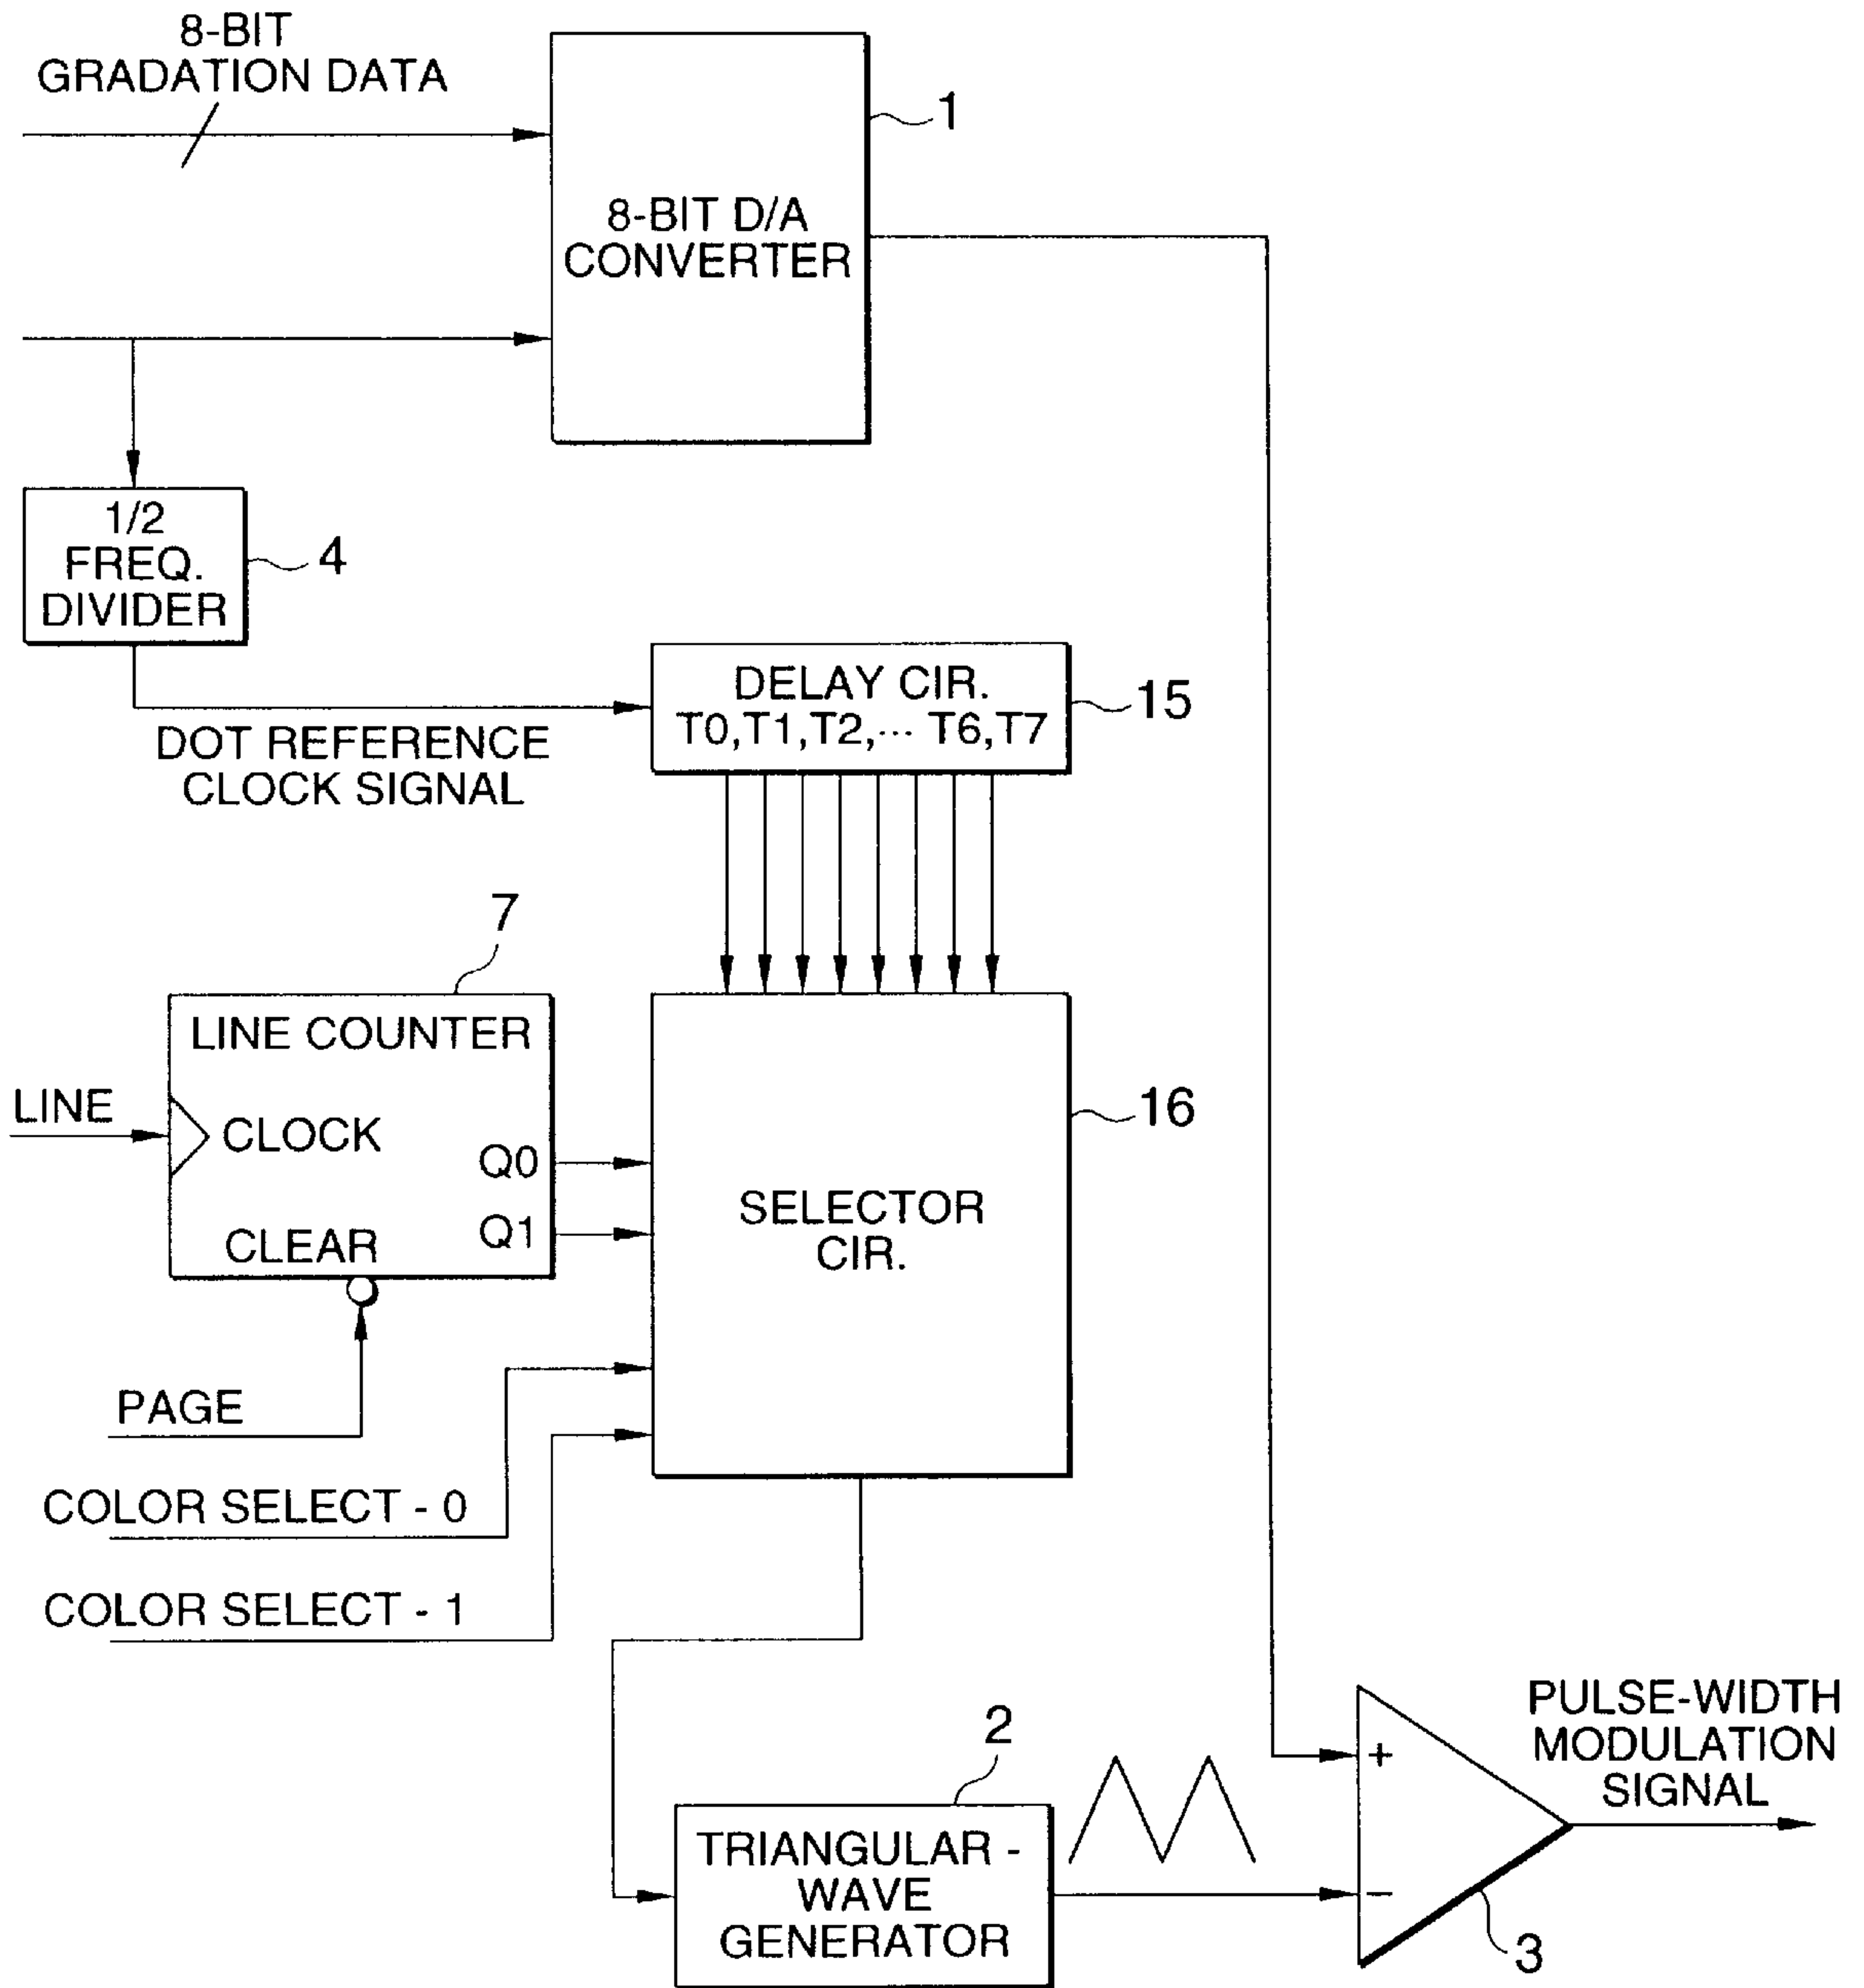 8-BIT
GRADATION DATA
1
8-BIT D/A
CONVERTER
1/2
FREQ.
DIVIDER
4
DELAY CIR.
T0,T1,T2,··· T6,T7
15
DOT REFERENCE
CLOCK SIGNAL
7
LINE COUNTER
LINE
CLOCK
Q0
Q1
CLEAR
16
SELECTOR
CIR.
PAGE
COLOR SELECT - 0
COLOR SELECT - 1
2
TRIANGULAR -
WAVE
GENERATOR
+
−
PULSE-WIDTH
MODULATION
SIGNAL
3